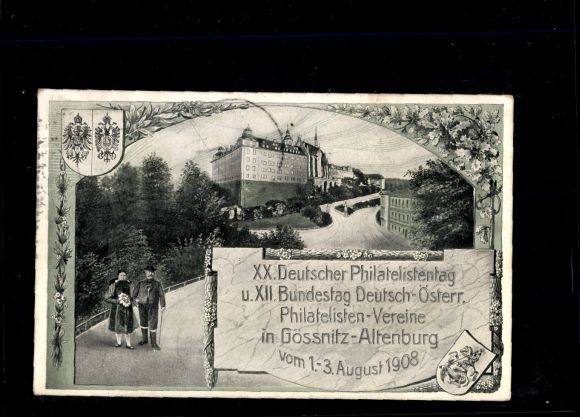 XX. Deutscher Philatelistentag
u. XII. Bundestag Deutsch-Österr.
Philatelisten-Vereine
in Gössnitz-Altenburg
vom 1.-3. August 1908